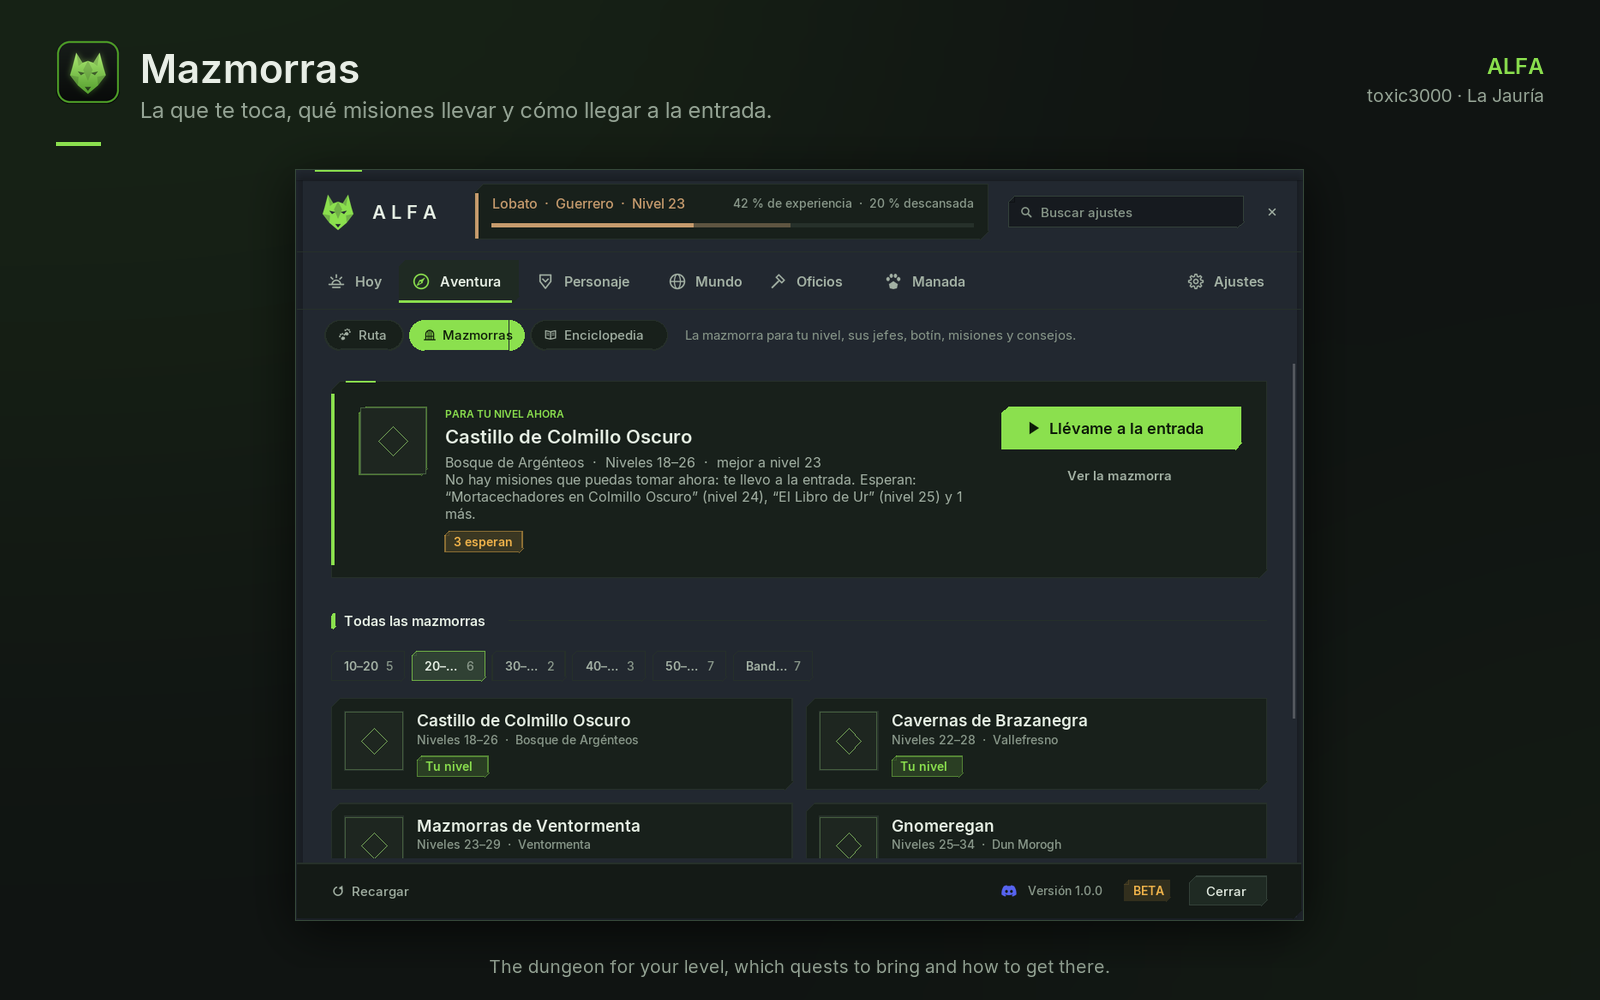 Mazmorras
La que te toca, qué misiones llevar y cómo llegar a la entrada.
ALFA
toxic3000 · La Jauría
ALFA
Lobato · Guerrero · Nivel 23
42 % de experiencia · 20 % descansada
Buscar ajustes
×
Hoy
Aventura
Personaje
Mundo
Oficios
Manada
Ajustes
Ruta
Mazmorras
Enciclopedia
La mazmorra para tu nivel, sus jefes, botín, misiones y consejos.
PARA TU NIVEL AHORA
Castillo de Colmillo Oscuro
Bosque de Argénteos · Niveles 18–26 · mejor a nivel 23
No hay misiones que puedas tomar ahora: te llevo a la entrada. Esperan:
“Mortacechadores en Colmillo Oscuro” (nivel 24), “El Libro de Ur” (nivel 25) y 1
más.
3 esperan
Llévame a la entrada
Ver la mazmorra
Todas las mazmorras
10–20 5
20–... 6
30–... 2
40–... 3
50–... 7
Band... 7
Castillo de Colmillo Oscuro
Niveles 18–26 · Bosque de Argénteos
Tu nivel
Cavernas de Brazanegra
Niveles 22–28 · Vallefresno
Tu nivel
Mazmorras de Ventormenta
Niveles 23–29 · Ventormenta
Gnomeregan
Niveles 25–34 · Dun Morogh
Recargar
Versión 1.0.0
BETA
Cerrar
The dungeon for your level, which quests to bring and how to get there.